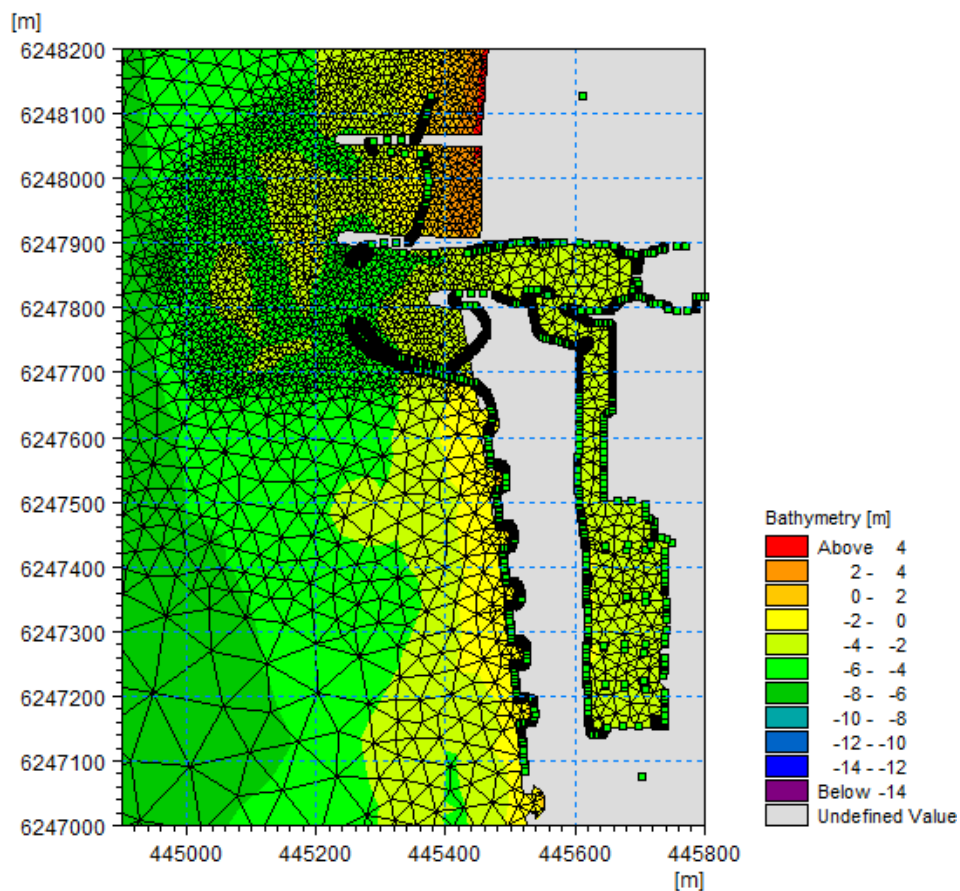 [m]
6248200
6248100
6248000
6247900
6247800
6247700
6247600
6247500
6247400
6247300
6247200
6247100
6247000
445000 445200 445400 445600 445800
[m]
Bathymetry [m]
Above 4
2 - 4
0 - 2
-2 - 0
-4 - -2
-6 - -4
-8 - -6
-10 - -8
-12 - -10
-14 - -12
Below -14
Undefined Value